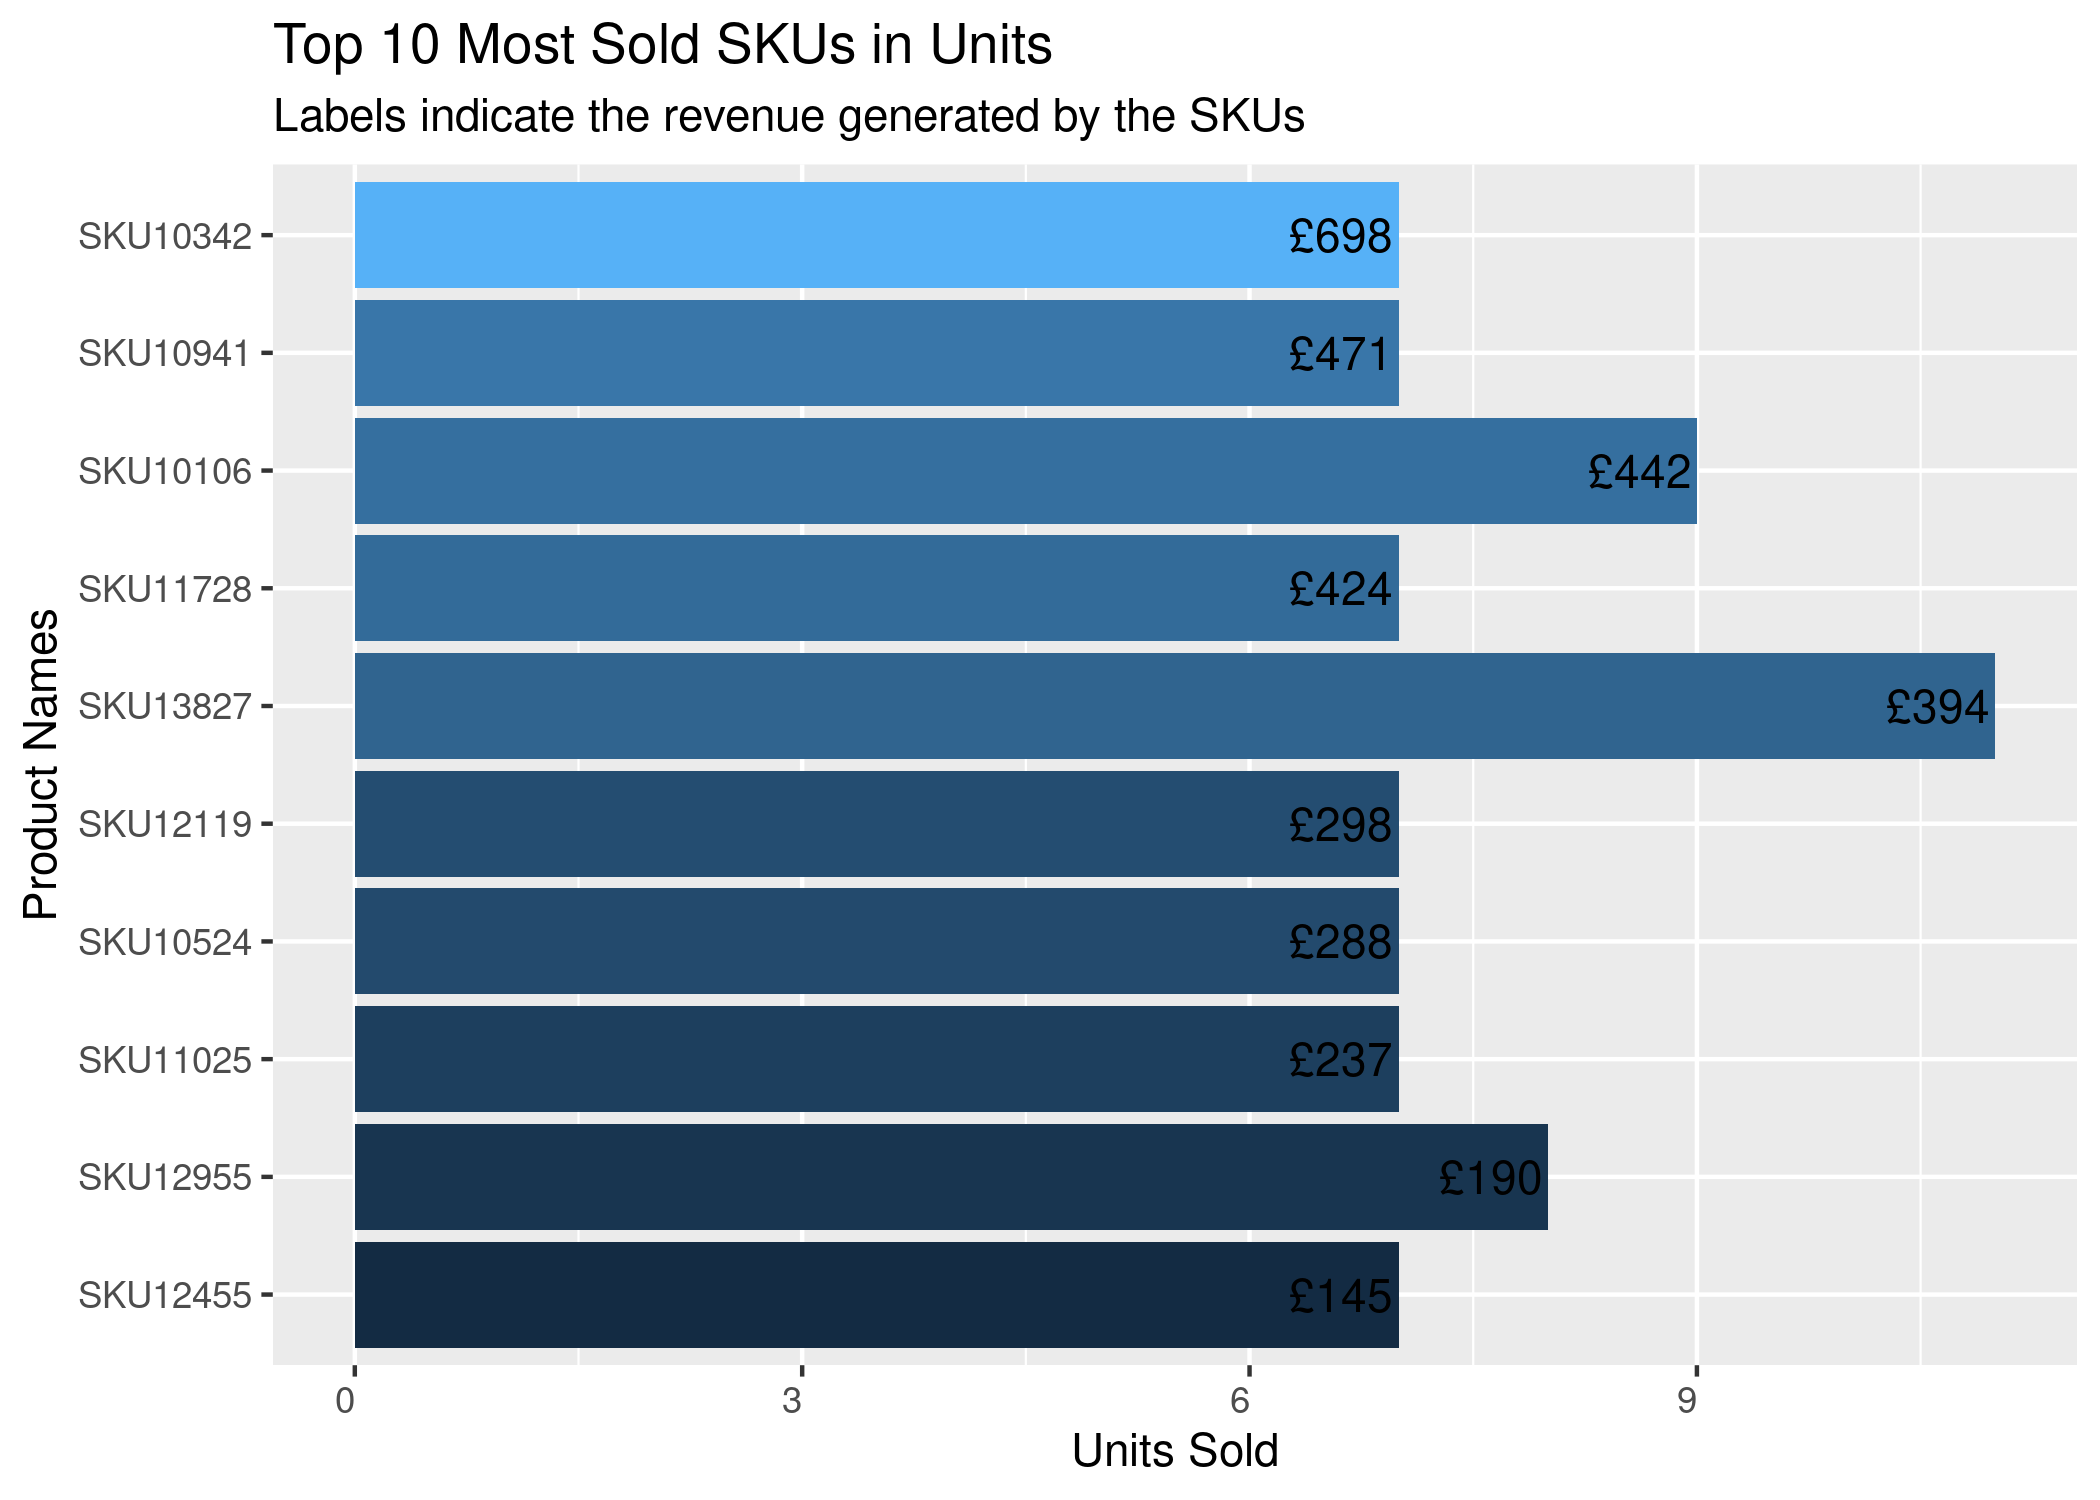 Top 10 Most Sold SKUs in Units
Labels indicate the revenue generated by the SKUs
Product Names
SKU10342 £698
SKU10941 £471
SKU10106 £442
SKU11728 £424
SKU13827 £394
SKU12119 £298
SKU10524 £288
SKU11025 £237
SKU12955 £190
SKU12455 £145
0 3 6 9
Units Sold